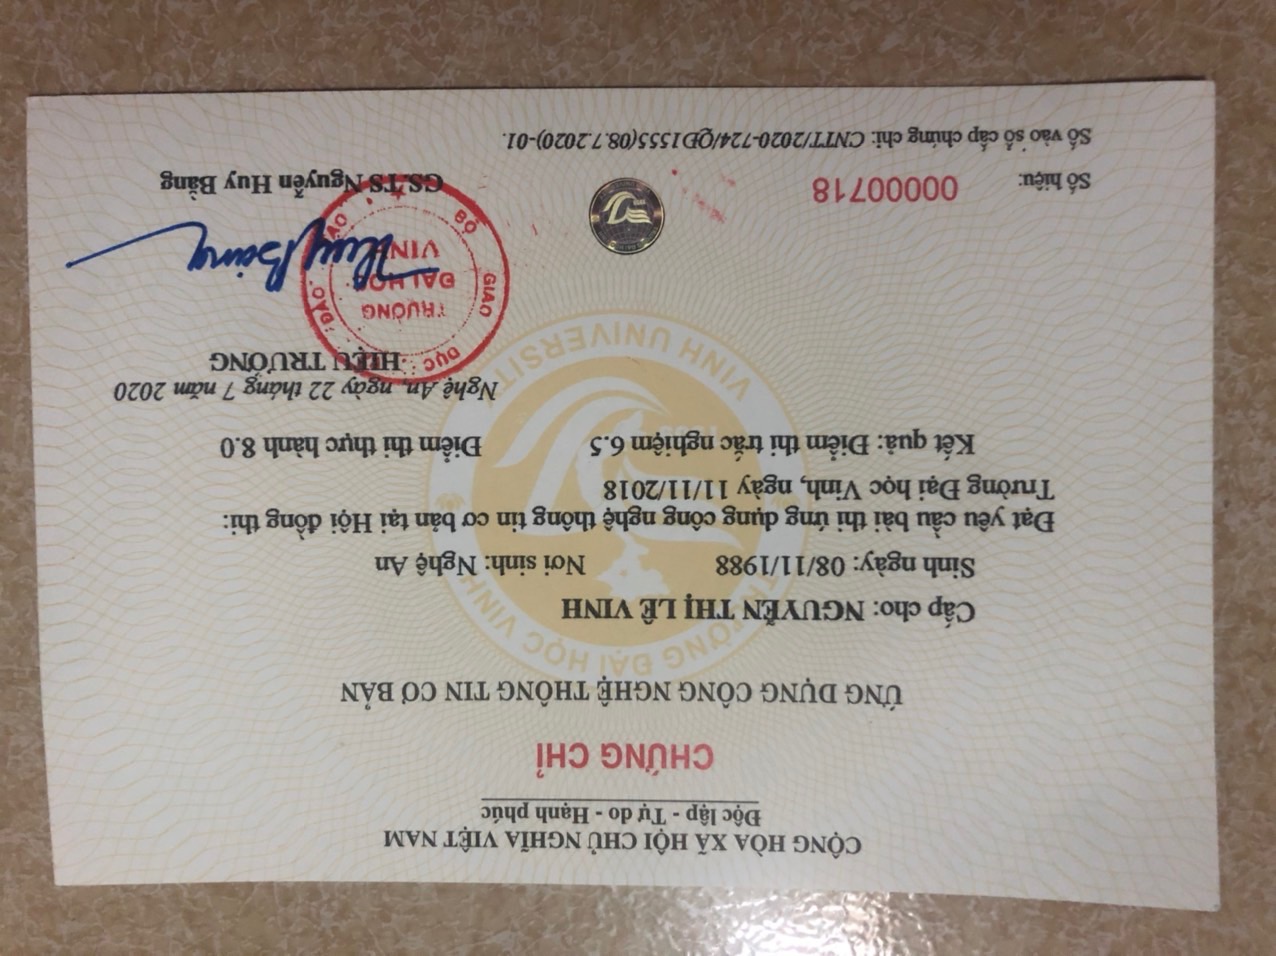 CỘNG HÒA XÃ HỘI CHỦ NGHĨA VIỆT NAM
Độc lập - Tự do - Hạnh phúc
CHỨNG CHỈ
ỨNG DỤNG CÔNG NGHỆ THÔNG TIN CƠ BẢN
Cấp cho: NGUYỄN THỊ LÊ VINH
Sinh ngày: 08/11/1988 Nơi sinh: Nghệ An
Đạt yêu cầu bài thi ứng dụng công nghệ thông tin cơ bản tại Hội đồng thi:
Trường Đại học Vinh, ngày 11/11/2018
Kết quả: Điểm thi trắc nghiệm 6.5 Điểm thi thực hành 8.0
Nghệ An, ngày 22 tháng 7 năm 2020
HIỆU TRƯỞNG
BỘ GIÁO DỤC ĐÀO TẠO
TRƯỜNG
ĐẠI HỌC
VINH
GS.TS Nguyễn Huy Bằng
Số hiệu: 0000718
Số vào sổ cấp chứng chỉ: CNTT/2020-724/QĐ1555(08.7.2020)-01.
TRƯỜNG ĐẠI HỌC VINH
VINH UNIVERSITY